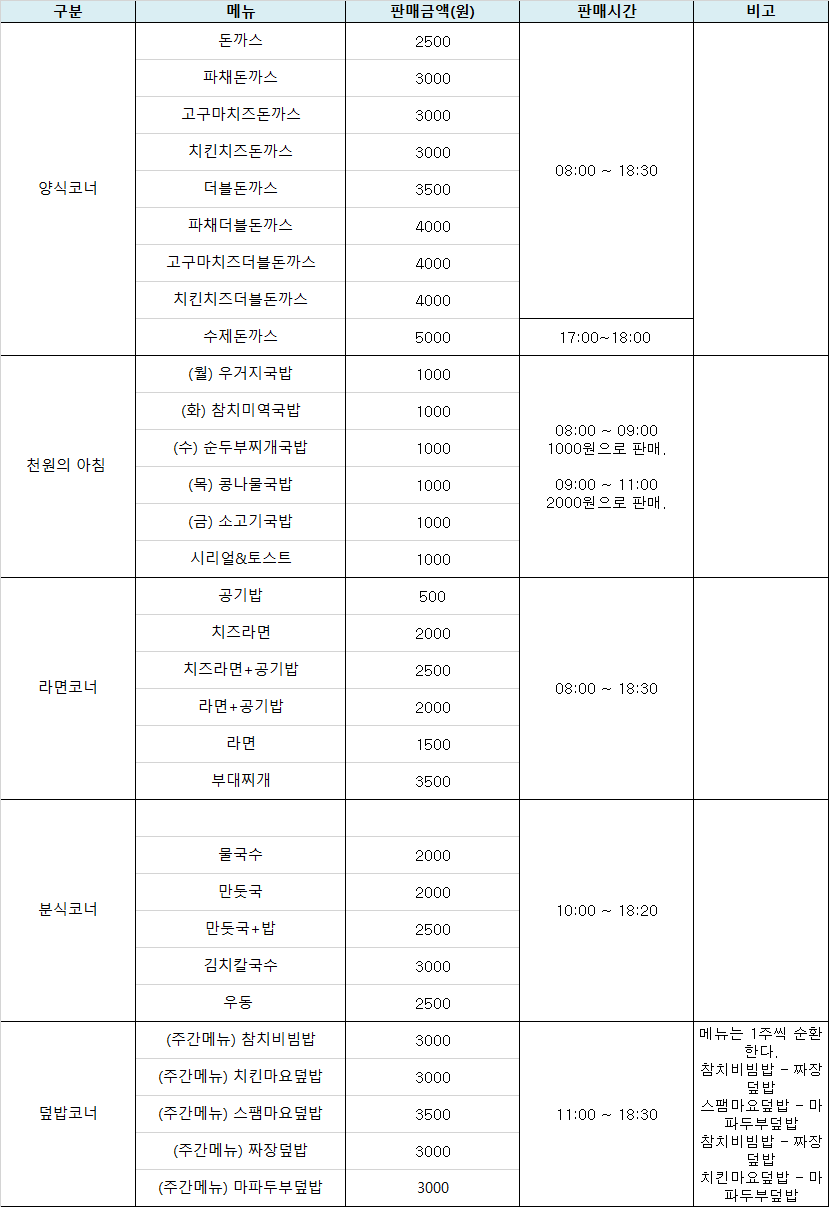 구분 메뉴 판매금액(원) 판매시간 비고
양식코너
돈까스 2500
파채돈까스 3000
고구마치즈돈까스 3000
치킨치즈돈까스 3000
더블돈까스 3500
파채더블돈까스 4000
고구마치즈더블돈까스 4000
치킨치즈더블돈까스 4000
08:00 ~ 18:30
수제돈까스 5000 17:00~18:00
천원의 아침
(월) 우거지국밥 1000
(화) 참치미역국밥 1000
(수) 순두부찌개국밥 1000
(목) 콩나물국밥 1000
(금) 소고기국밥 1000
시리얼&토스트 1000
08:00 ~ 09:00
1000원으로 판매.
09:00 ~ 11:00
2000원으로 판매.
라면코너
공기밥 500
치즈라면 2000
치즈라면+공기밥 2500
라면+공기밥 2000
라면 1500
부대찌개 3500
08:00 ~ 18:30
분식코너
물국수 2000
만둣국 2000
만둣국+밥 2500
김치칼국수 3000
우동 2500
10:00 ~ 18:20
덮밥코너
(주간메뉴) 참치비빔밥 3000
(주간메뉴) 치킨마요덮밥 3000
(주간메뉴) 스팸마요덮밥 3500
(주간메뉴) 짜장덮밥 3000
(주간메뉴) 마파두부덮밥 3000
11:00 ~ 18:30
메뉴는 1주씩 순환
한다.
참치비빔밥 - 짜장
덮밥
스팸마요덮밥 - 마
파두부덮밥
참치비빔밥 - 짜장
덮밥
치킨마요덮밥 - 마
파두부덮밥